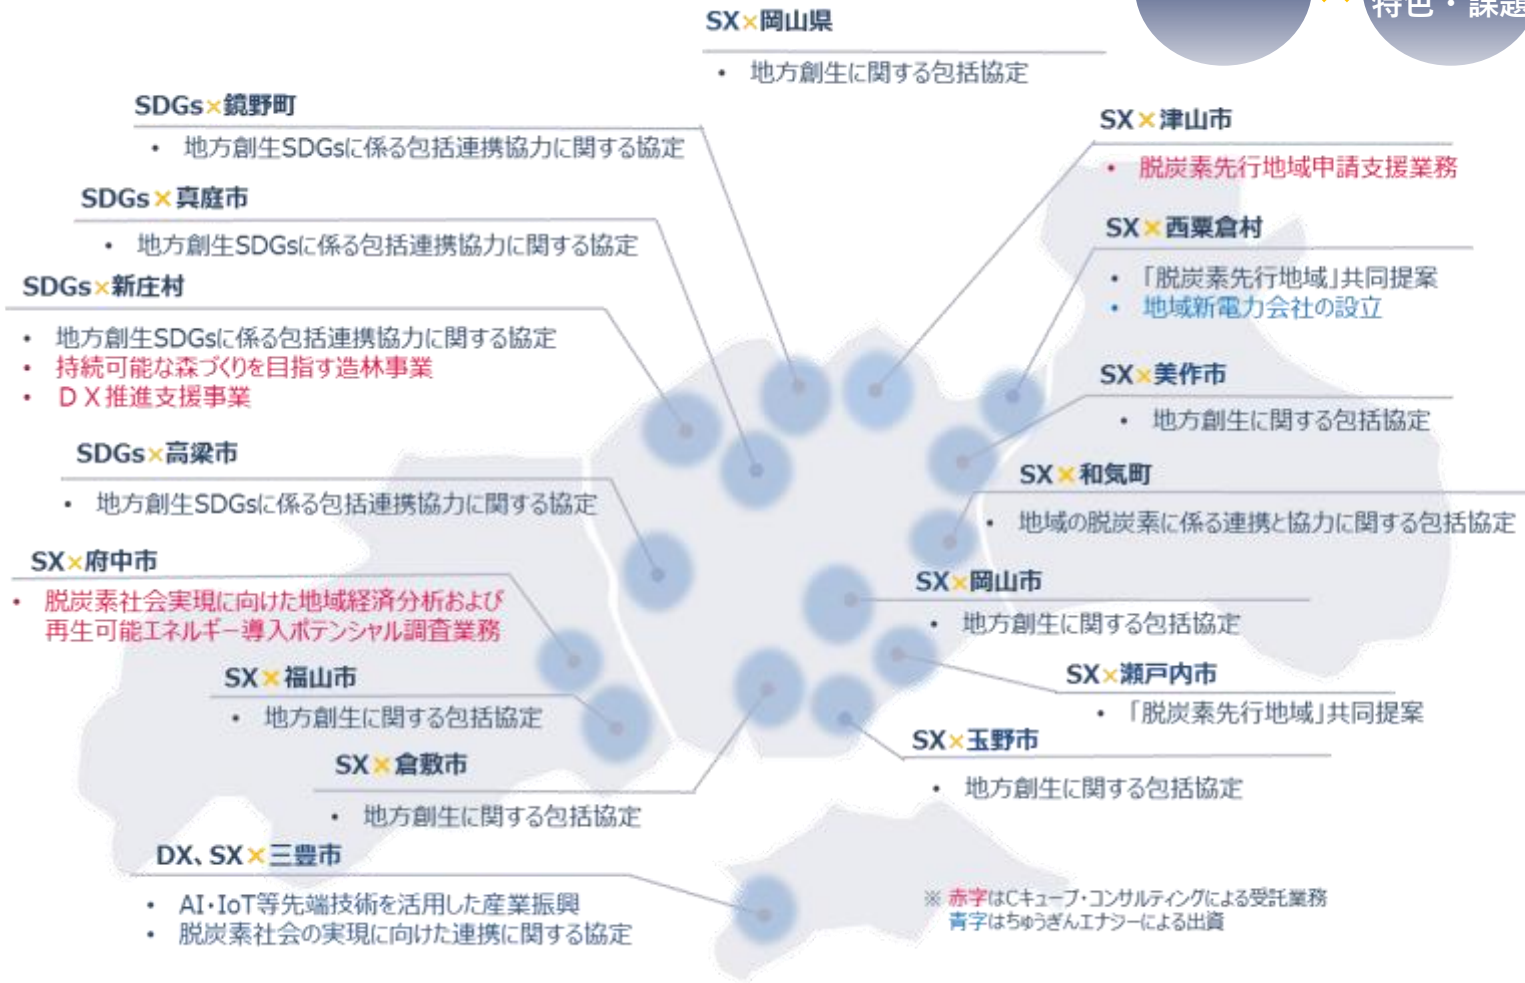 特色・課題
SX×岡山県
・ 地方創生に関する包括協定
SDGs×鏡野町
・ 地方創生SDGsに係る包括連携協力に関する協定
SDGs×真庭市
・ 地方創生SDGsに係る包括連携協力に関する協定
SDGs×新庄村
・ 地方創生SDGsに係る包括連携協力に関する協定
・ 持続可能な森づくりを目指す造林事業
・ DX推進支援事業
SDGs×高梁市
・ 地方創生SDGsに係る包括連携協力に関する協定
SX×府中市
・ 脱炭素社会実現に向けた地域経済分析および
再生可能エネルギー導入ポテンシャル調査業務
SX×福山市
・ 地方創生に関する包括協定
SX×倉敷市
・ 地方創生に関する包括協定
DX、SX×三豊市
・ AI・IoT等先端技術を活用した産業振興
・ 脱炭素社会の実現に向けた連携に関する協定
SX×津山市
・ 脱炭素先行地域申請支援業務
SX×西粟倉村
・ 「脱炭素先行地域」共同提案
・ 地域新電力会社の設立
SX×美作市
・ 地方創生に関する包括協定
SX×和気町
・ 地域の脱炭素に係る連携と協力に関する包括協定
SX×岡山市
・ 地方創生に関する包括協定
SX×瀬戸内市
・ 「脱炭素先行地域」共同提案
SX×玉野市
・ 地方創生に関する包括協定
※ 赤字はCキューブ・コンサルティングによる受託業務
青字はちゅうぎんエナジーによる出資